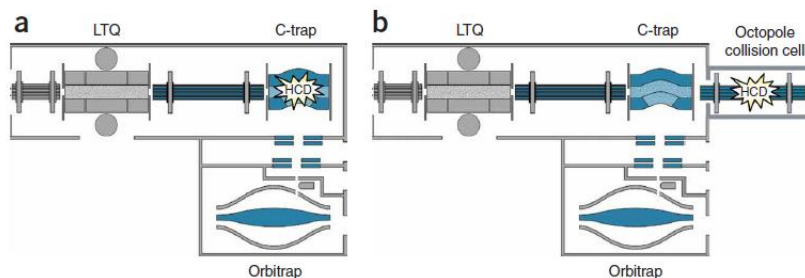 a
LTQ
C-trap
HCD
Orbitrap
b
LTQ
C-trap
Octopole
collision cell
HCD
Orbitrap